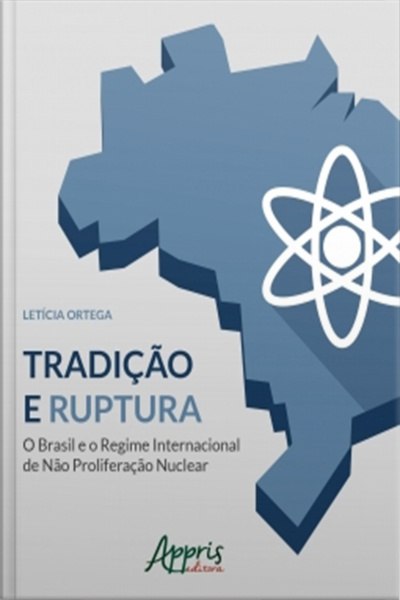 LETÍCIA ORTEGA
TRADIÇÃO
E RUPTURA
O Brasil e o Regime Internacional
de Não Proliferação Nuclear
Appris
editora